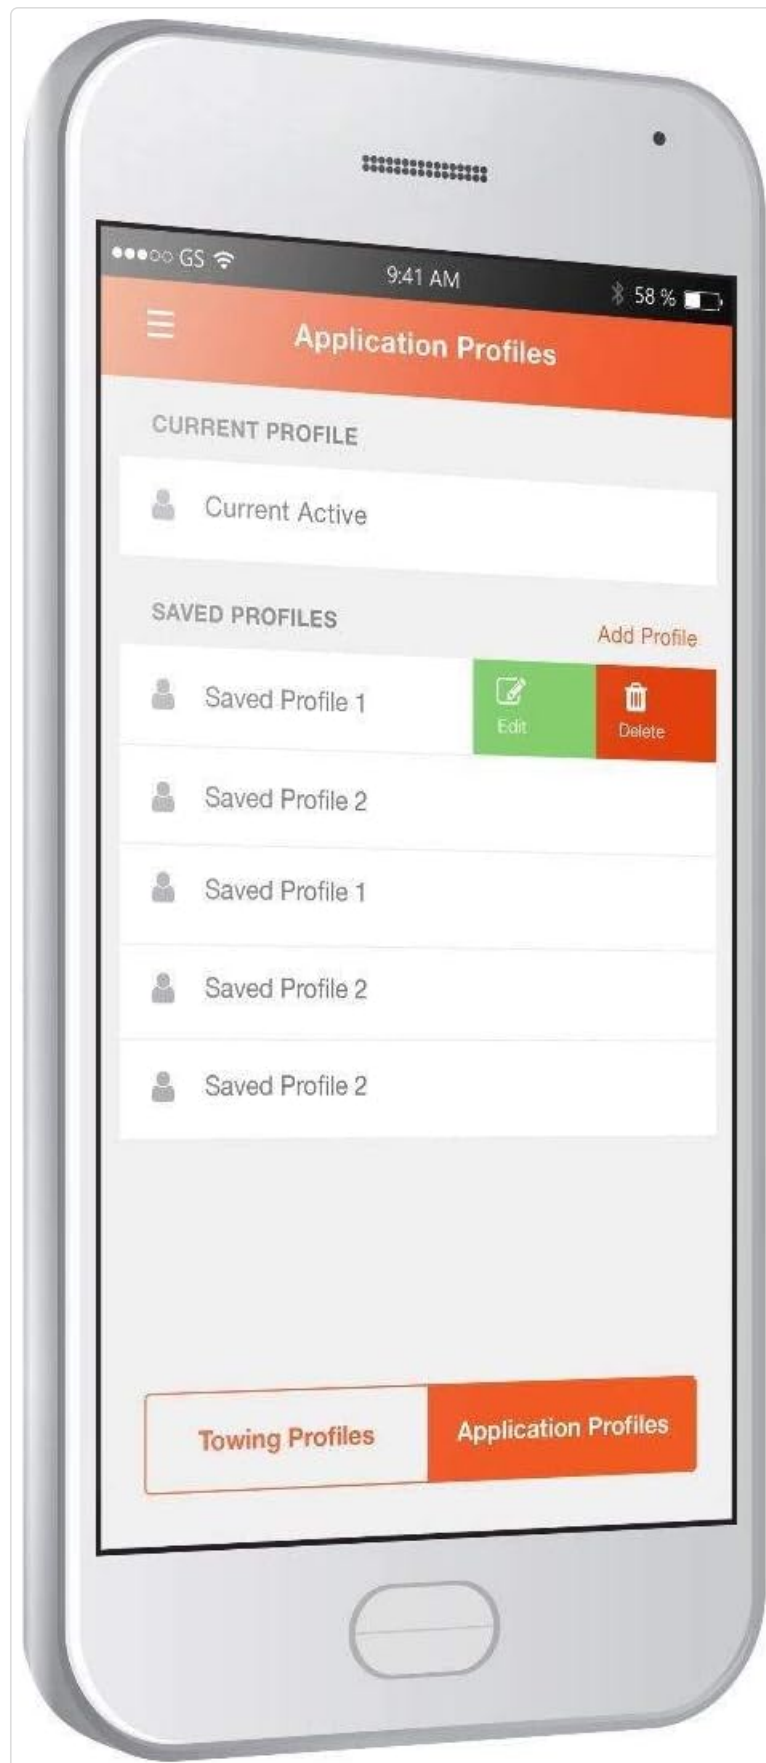 GS 9:41 AM 58 %
Application Profiles
CURRENT PROFILE
Current Active
SAVED PROFILES
Add Profile
Saved Profile 1
Edit
Delete
Saved Profile 2
Saved Profile 1
Saved Profile 2
Saved Profile 2
Towing Profiles
Application Profiles